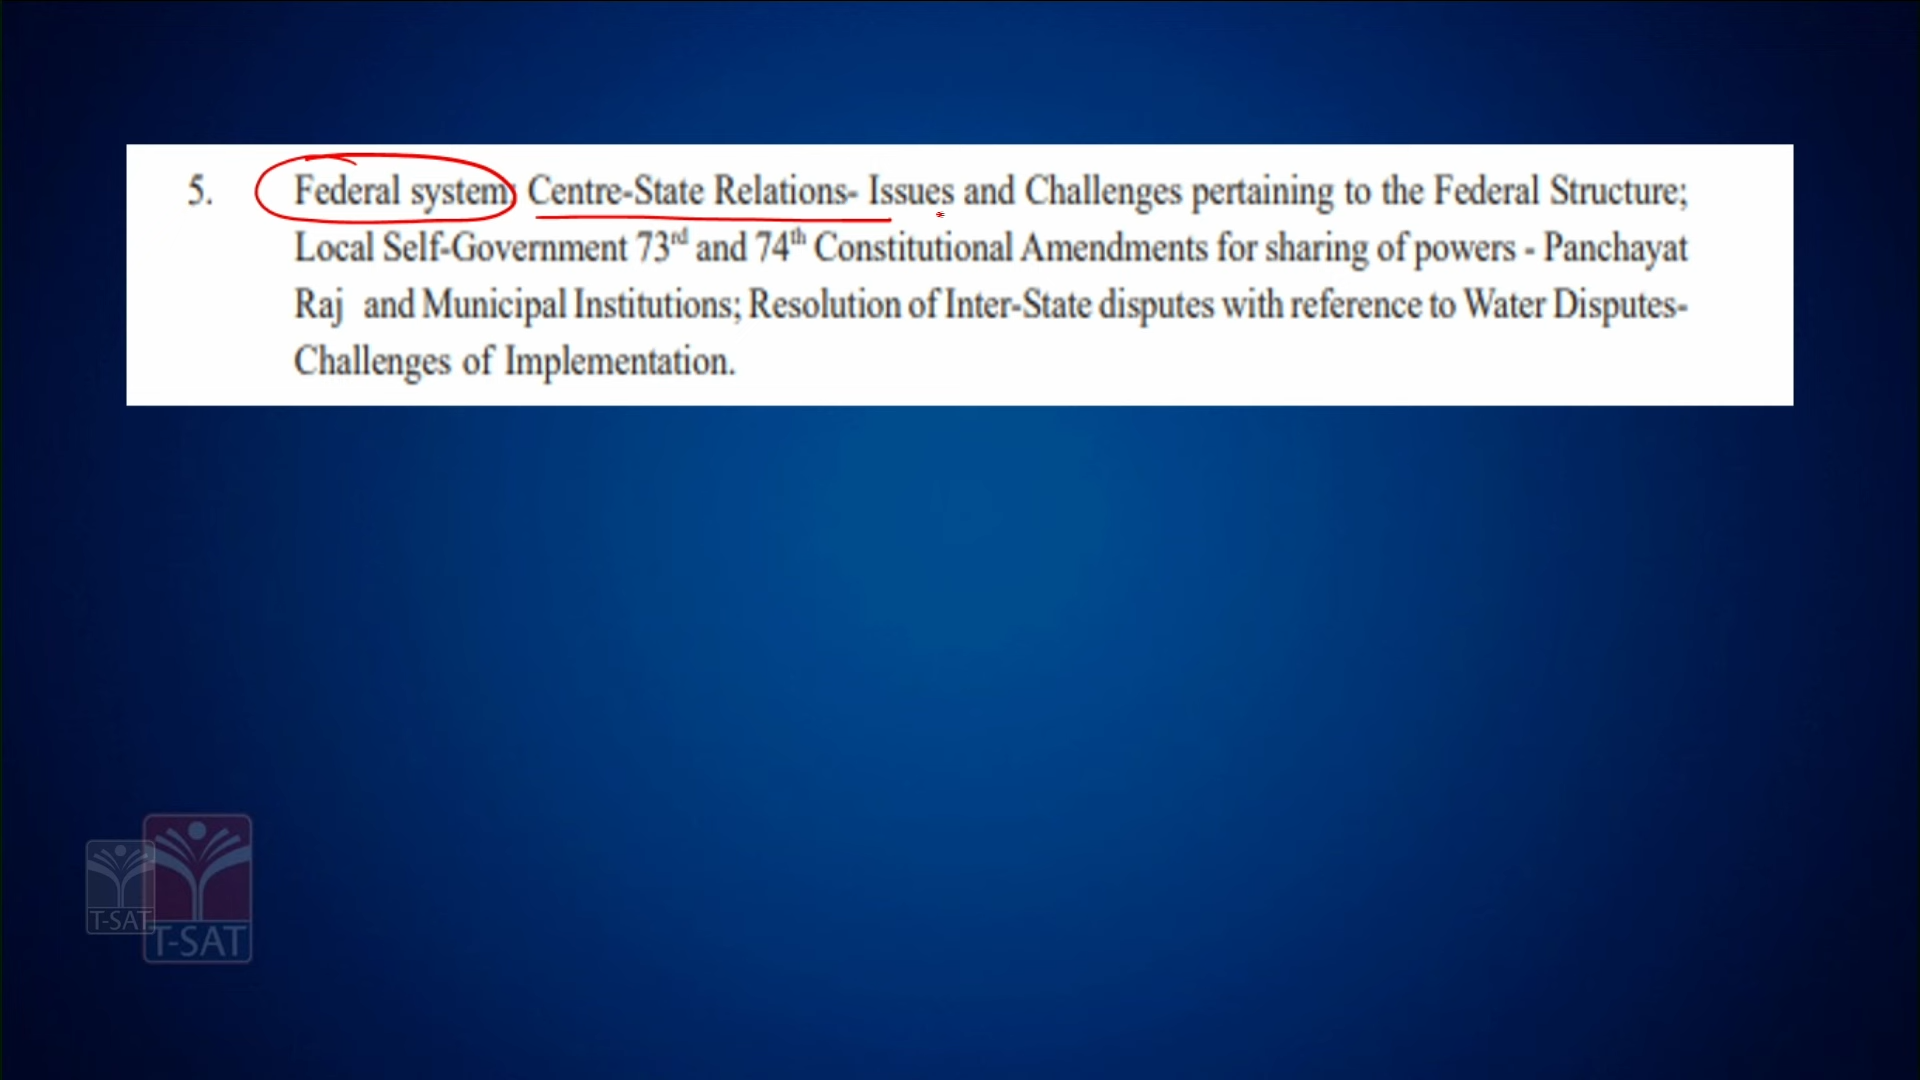 5. Federal system; Centre-State Relations- Issues and Challenges pertaining to the Federal Structure;
Local Self-Government 73rd and 74th Constitutional Amendments for sharing of powers - Panchayat
Raj and Municipal Institutions; Resolution of Inter-State disputes with reference to Water Disputes-
Challenges of Implementation.
T-SAT
T-SAT